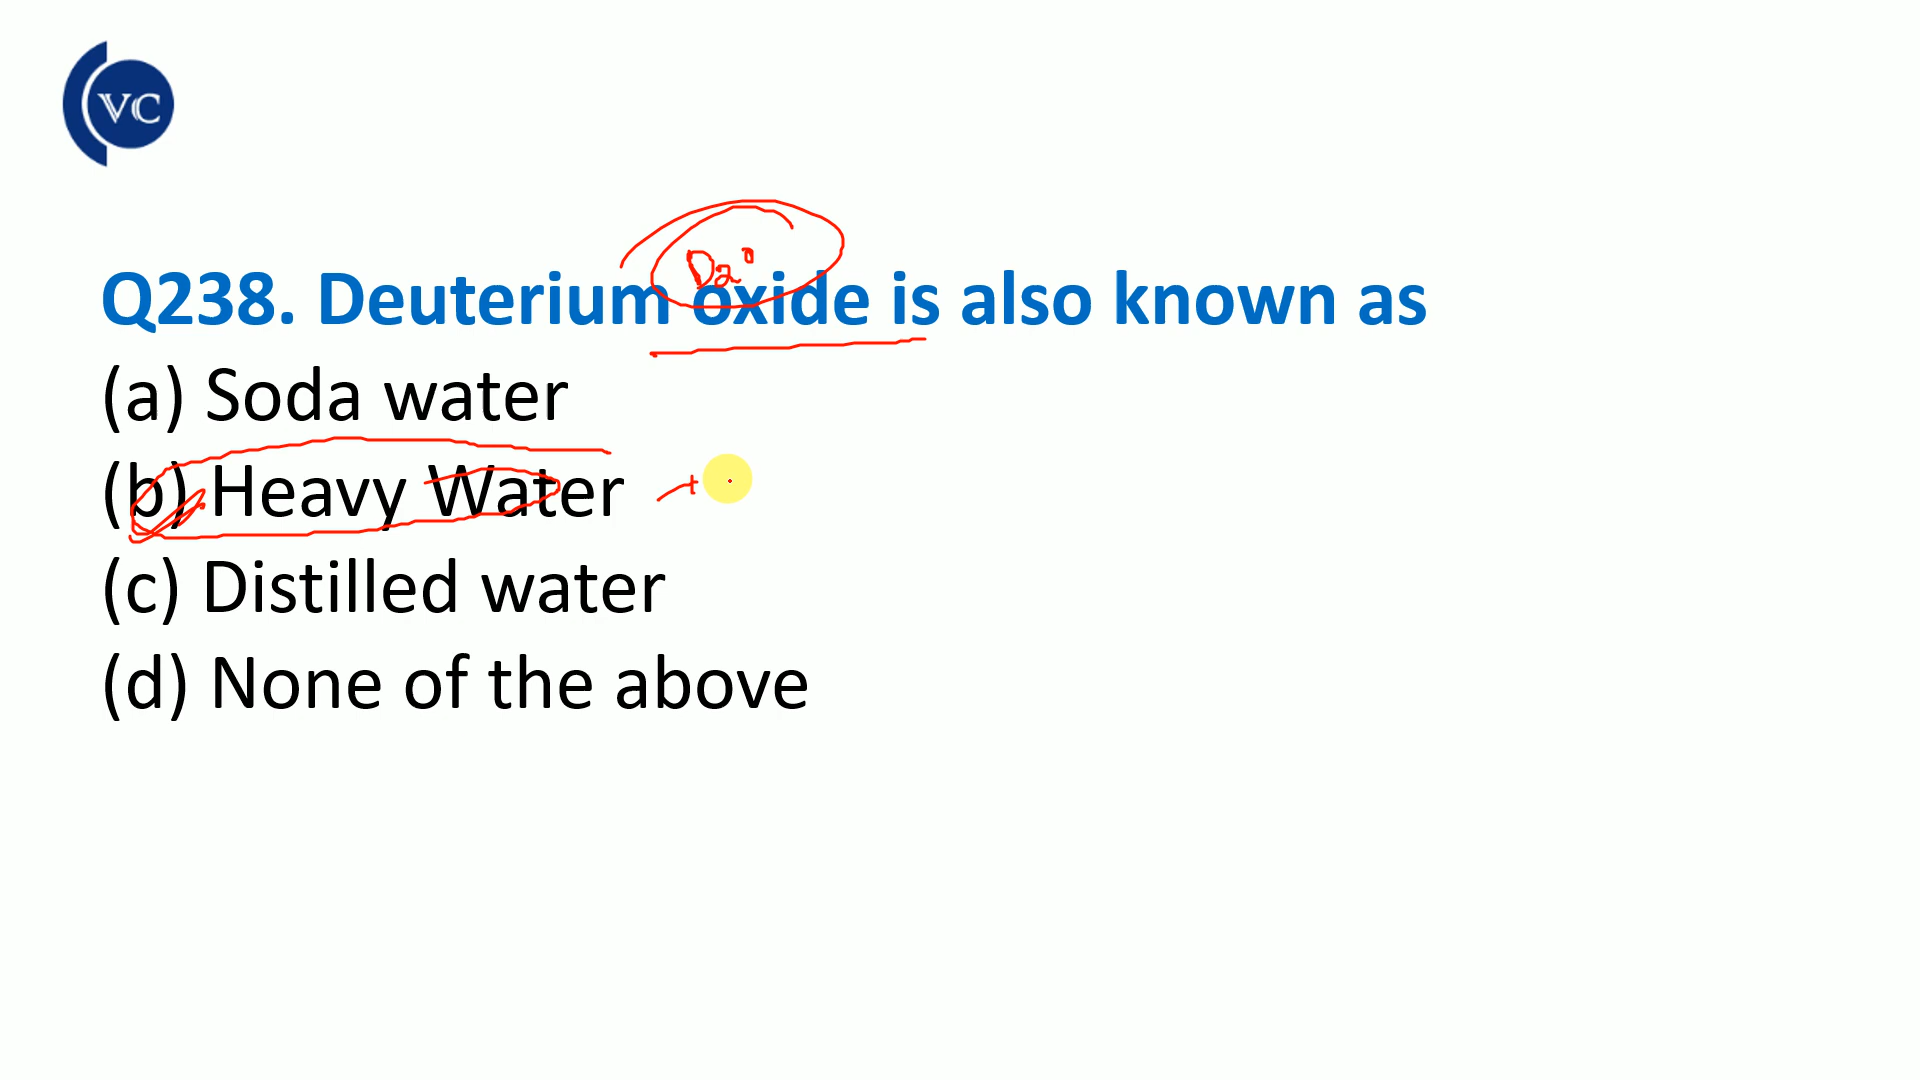 VC
D2O
Q238. Deuterium oxide is also known as
(a) Soda water
(b) Heavy Water
(c) Distilled water
(d) None of the above